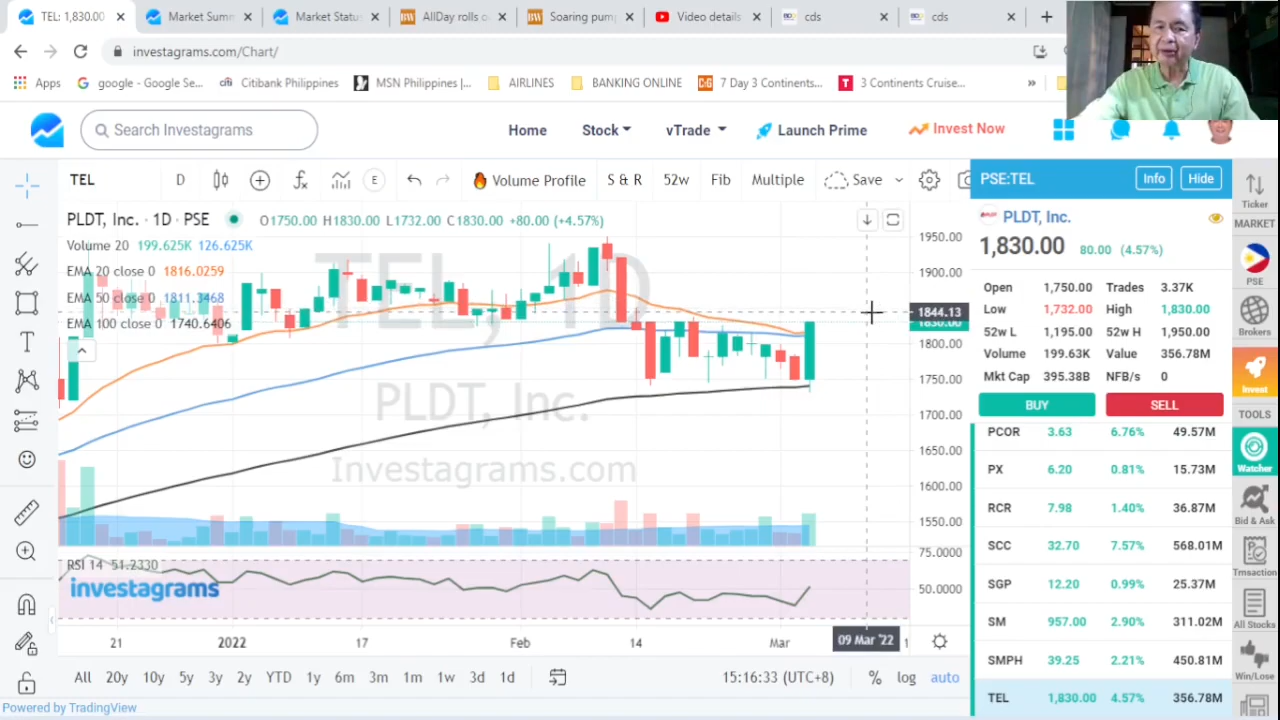 TEL: 1,830.00
Market Sum
Market Statu
AllDay rolls o
Soaring pum
Video details
cds
cds
investagrams.com/Chart/
Apps
google - Google Se...
Citibank Philippines
MSN Philippines |...
AIRLINES
BANKING ONLINE
7 Day 3 Continents...
3 Continents Cruise...
»
Search Investagrams
Home
Stock
vTrade
Launch Prime
Invest Now
TEL
D
E
Volume Profile
S & R
52w
Fib
Multiple
Save
PSE:TEL
Info
Hide
Ticker
PLDT, Inc. · 1D · PSE
O1750.00 H1830.00 L1732.00 C1830.00 +80.00 (+4.57%)
Volume 20 199.625K 126.625K
EMA 20 close 0 1816.0259
EMA 50 close 0 1811.3468
EMA 100 close 0 1740.6406
TEL, 1D
PLDT, Inc.
Investagrams.com
1950.00
1900.00
1844.13
1830.00
1800.00
1750.00
1700.00
1650.00
1600.00
1550.00
75.0000
50.0000
RSI 14 51.2330
investagrams
21
2022
17
Feb
14
Mar
09 Mar '22
1
All
20y
10y
5y
3y
2y
YTD
1y
6m
3m
1m
1w
3d
1d
15:16:33 (UTC+8)
%
log
auto
Powered by TradingView
PLDT, Inc.
1,830.00 80.00 (4.57%)
Open 1,750.00 Trades 3.37K
Low 1,732.00 High 1,830.00
52w L 1,195.00 52w H 1,950.00
Volume 199.63K Value 356.78M
Mkt Cap 395.38B NFB/s 0
BUY
SELL
PCOR 3.63 6.76% 49.57M
PX 6.20 0.81% 15.73M
RCR 7.98 1.40% 36.87M
SCC 32.70 7.57% 568.01M
SGP 12.20 0.99% 25.37M
SM 957.00 2.90% 311.02M
SMPH 39.25 2.21% 450.81M
TEL 1,830.00 4.57% 356.78M
MARKET
PSE
Brokers
Invest
TOOLS
Watcher
Bid & Ask
Trnsaction
All Stocks
Win/Lose